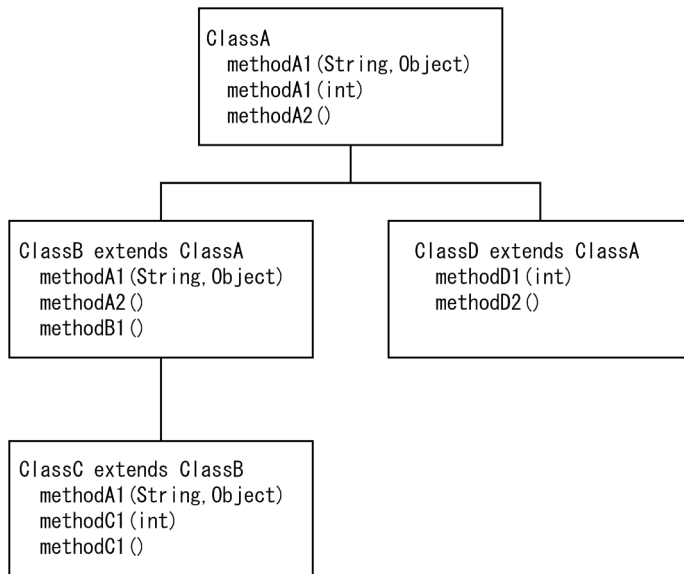 ClassA
methodA1(String,Object)
methodA1(int)
methodA2()
ClassB extends ClassA
methodA1(String,Object)
methodA2()
methodB1()
ClassD extends ClassA
methodD1(int)
methodD2()
ClassC extends ClassB
methodA1(String,Object)
methodC1(int)
methodC1()